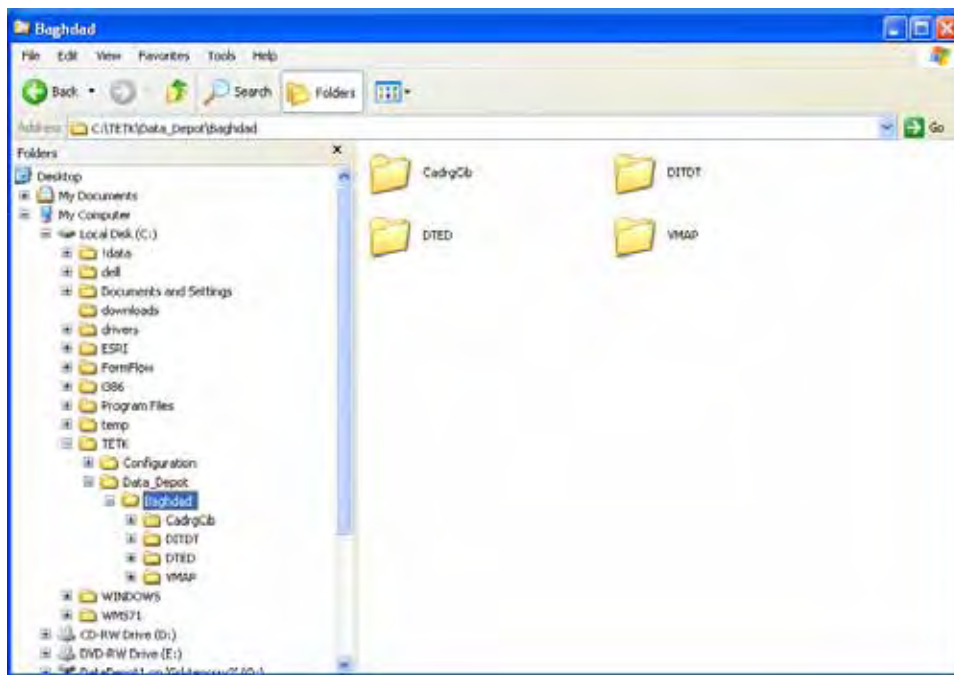 Baghdad
File Edit View Favorites Tools Help
Back Search Folders
Address C:\TETK\Data_Depot\Baghdad Go
Folders x
Desktop
My Documents
My Computer
Local Disk (C:)
!data
dell
Documents and Settings
downloads
drivers
ESRI
FormFlow
I386
Program Files
temp
TETK
Configuration
Data_Depot
Baghdad
CadrgCib
DITDT
DTED
VMAP
WINDOWS
WMS71
CD-RW Drive (D:)
DVD-RW Drive (E:)
CadrgCib
DITDT
DTED
VMAP